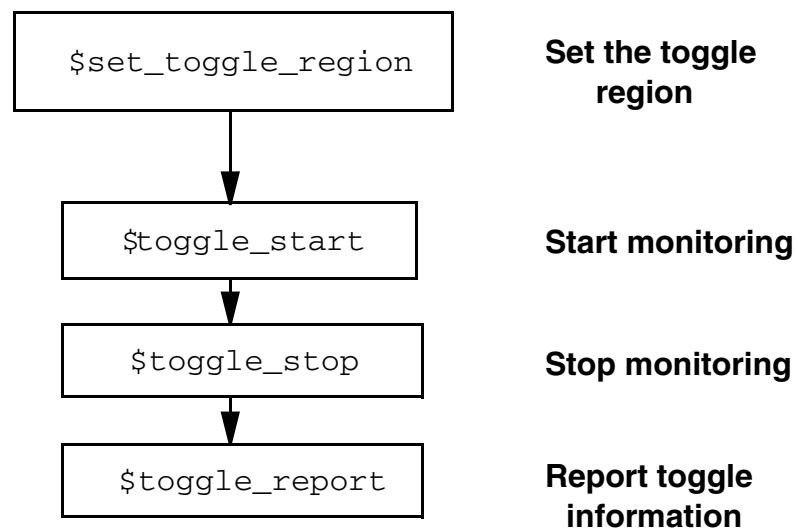 $set_toggle_region
Set the toggle
region
$toggle_start
Start monitoring
$toggle_stop
Stop monitoring
$toggle_report
Report toggle
information